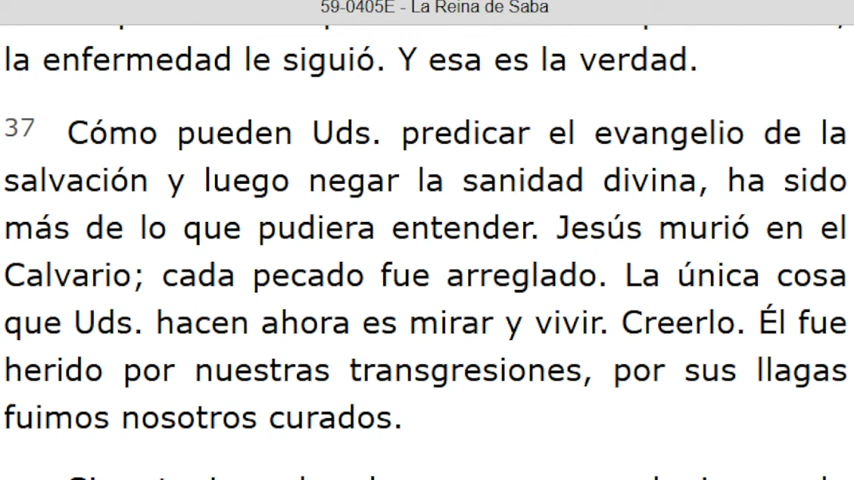 59-0405E - La Reina de Saba
la enfermedad le siguió. Y esa es la verdad.
37 Cómo pueden Uds. predicar el evangelio de la
salvación y luego negar la sanidad divina, ha sido
más de lo que pudiera entender. Jesús murió en el
Calvario; cada pecado fue arreglado. La única cosa
que Uds. hacen ahora es mirar y vivir. Creerlo. Él fue
herido por nuestras transgresiones, por sus llagas
fuimos nosotros curados.